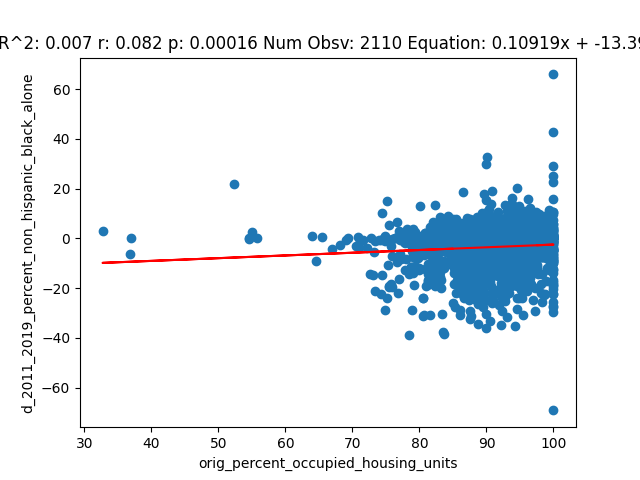 R^2: 0.007 r: 0.082 p: 0.00016 Num Obsv: 2110 Equation: 0.10919x + -13.39
60
40
20
0
−20
−40
−60
d_2011_2019_percent_non_hispanic_black_alone
30 40 50 60 70 80 90 100
orig_percent_occupied_housing_units